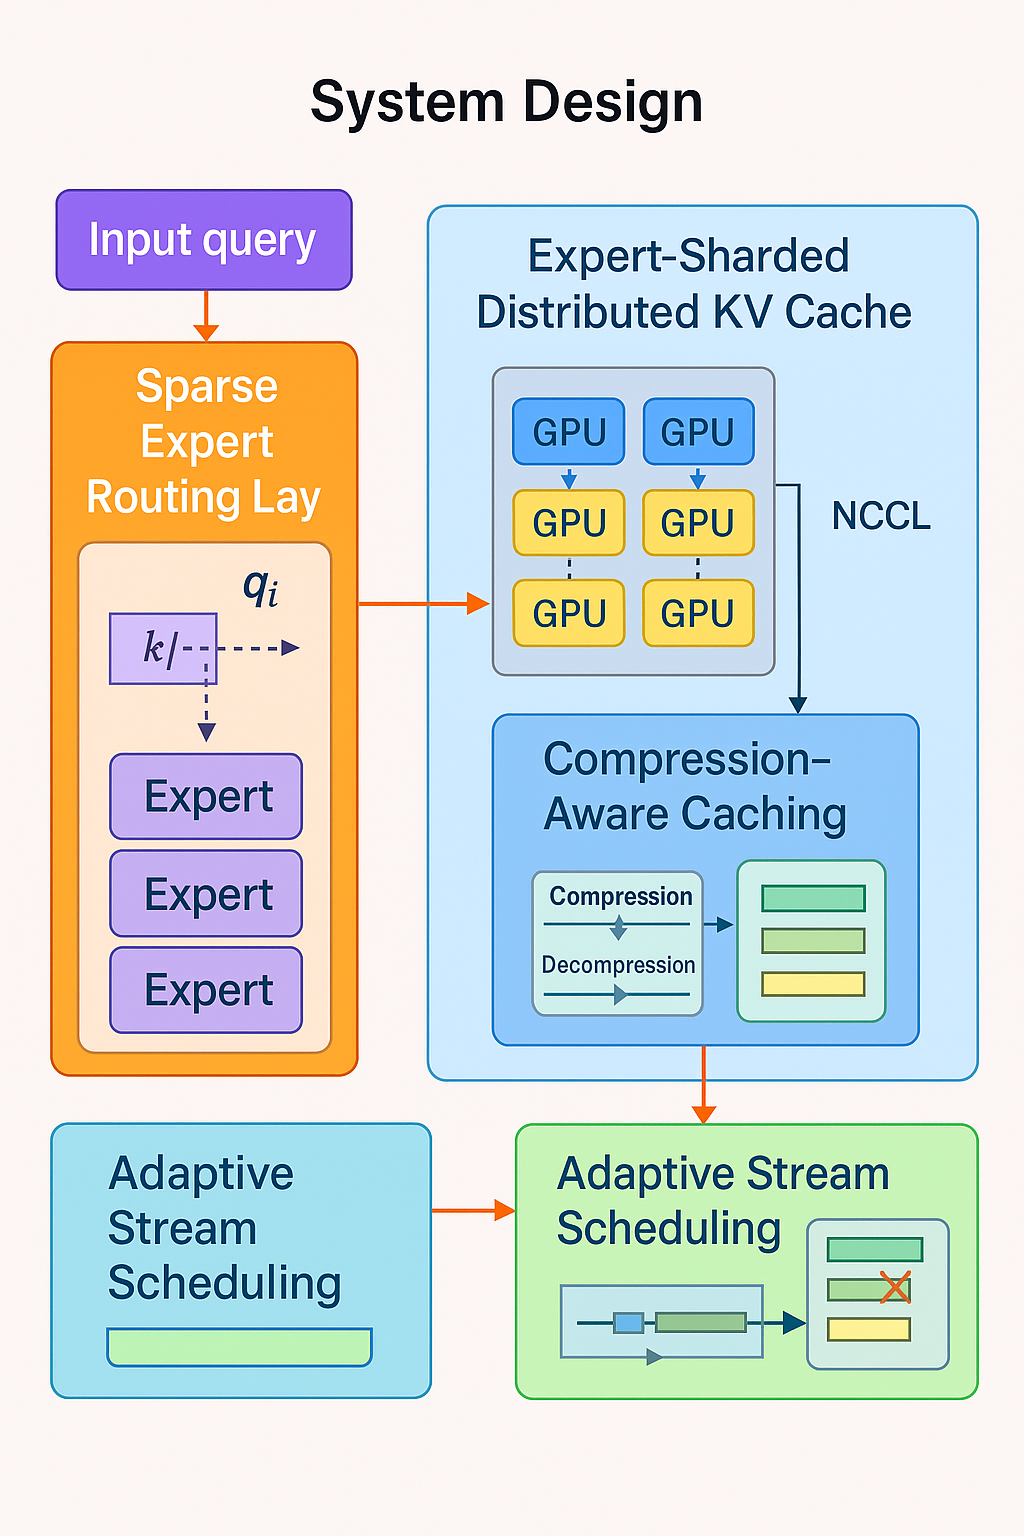 System Design
Input query
Sparse
Expert
Routing Lay
qi
k/
Expert
Expert
Expert
Expert-Sharded
Distributed KV Cache
GPU GPU
GPU GPU
GPU GPU
NCCL
Compression-
Aware Caching
Compression
Decompression
Adaptive
Stream
Scheduling
Adaptive Stream
Scheduling